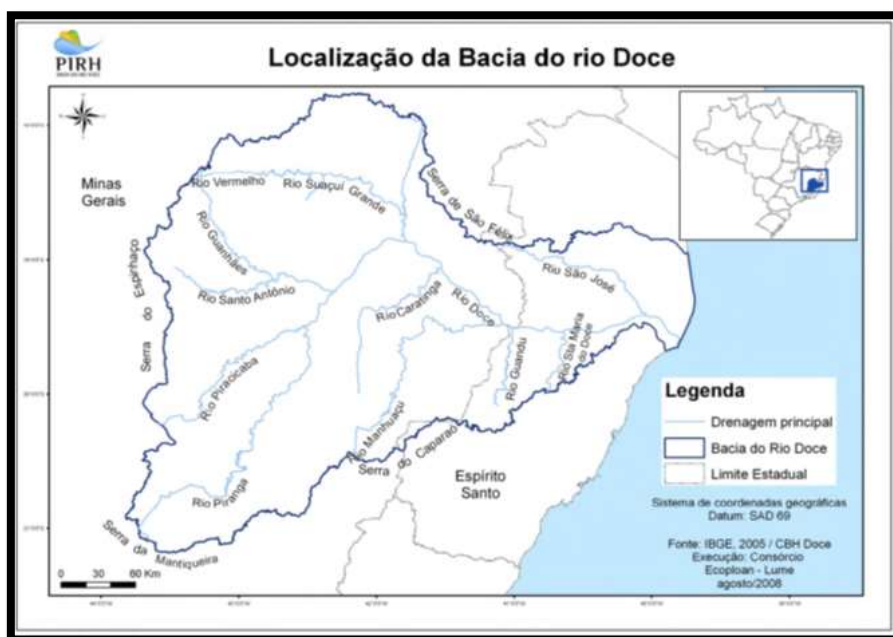 PIRH
Localização da Bacia do rio Doce
Minas
Gerais
Rio Vermelho
Rio Suaçuí Grande
Serra de São Félix
Rio Guanhães
Rio Santo Antônio
Serra do Espinhaço
Rio Caratinga
Rio Doce
Rio São José
Rio Sta Maria
do Doce
Rio Guandu
Rio Piracicaba
Rio Manhuaçu
Serra do Caparaó
Rio Piranga
Serra da Mantiqueira
Espírito
Santo
0 30 60 Km
Legenda
Drenagem principal
Bacia do Rio Doce
Limite Estadual
Sistema de coordenadas geográficas
Datum: SAD 69
Fonte: IBGE, 2005 / CBH Doce
Execução: Consórcio
Ecoploan - Lume
agosto/2008